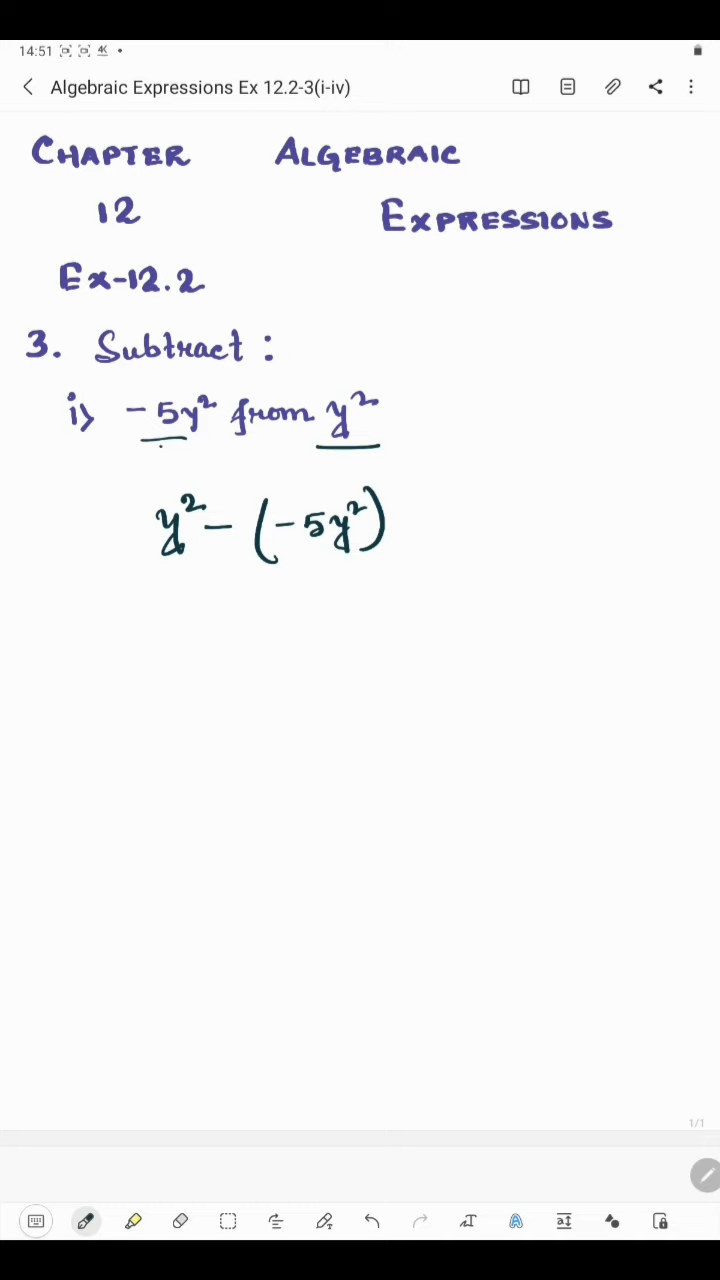 14:51 4K
Algebraic Expressions Ex 12.2-3(i-iv)
CHAPTER ALGEBRAIC
12 EXPRESSIONS
Ex-12.2
3. Subtract :
i> -5y² from y²
y² - (-5y²)
1/1